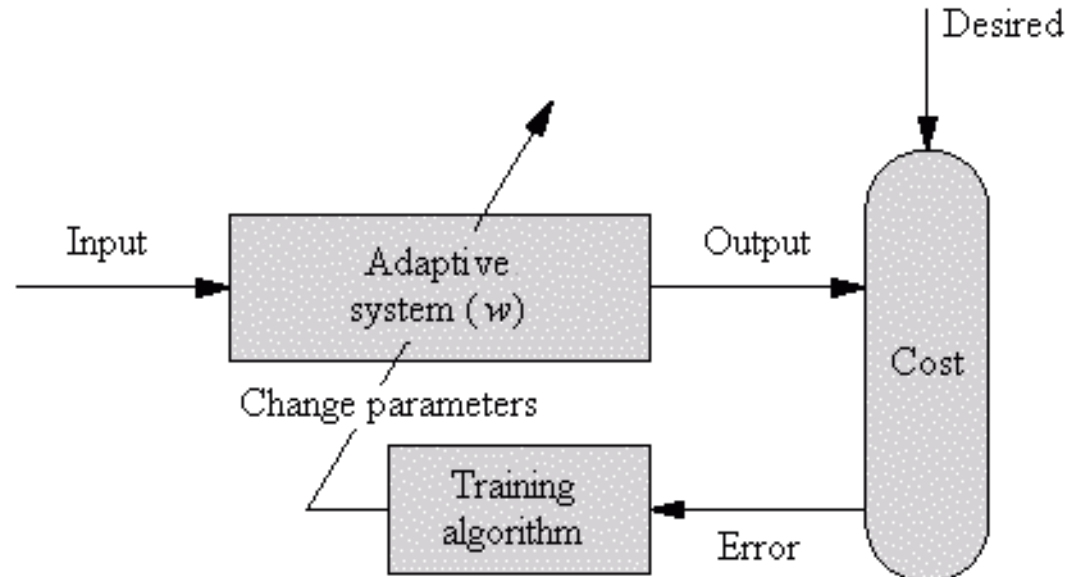 Desired
Input
Adaptive
system (w)
Output
Cost
Change parameters
Training
algorithm
Error